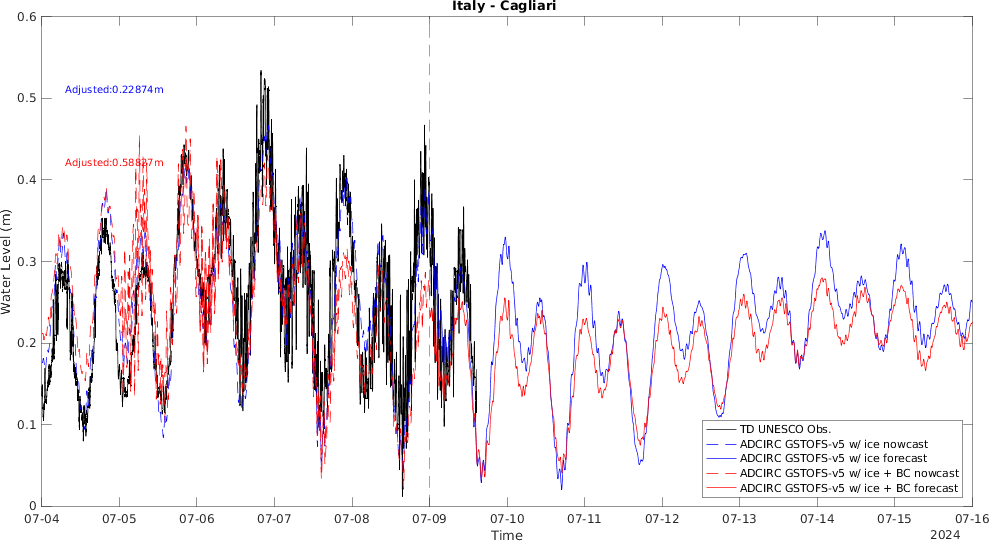 Italy - Cagliari
Water Level (m)
0.6
0.5
0.4
0.3
0.2
0.1
0
Adjusted:0.22874m
Adjusted:0.58827m
TD UNESCO Obs.
ADCIRC GSTOFS-v5 w/ ice nowcast
ADCIRC GSTOFS-v5 w/ ice forecast
ADCIRC GSTOFS-v5 w/ ice + BC nowcast
ADCIRC GSTOFS-v5 w/ ice + BC forecast
07-04 07-05 07-06 07-07 07-08 07-09 07-10 07-11 07-12 07-13 07-14 07-15 07-16
Time
2024